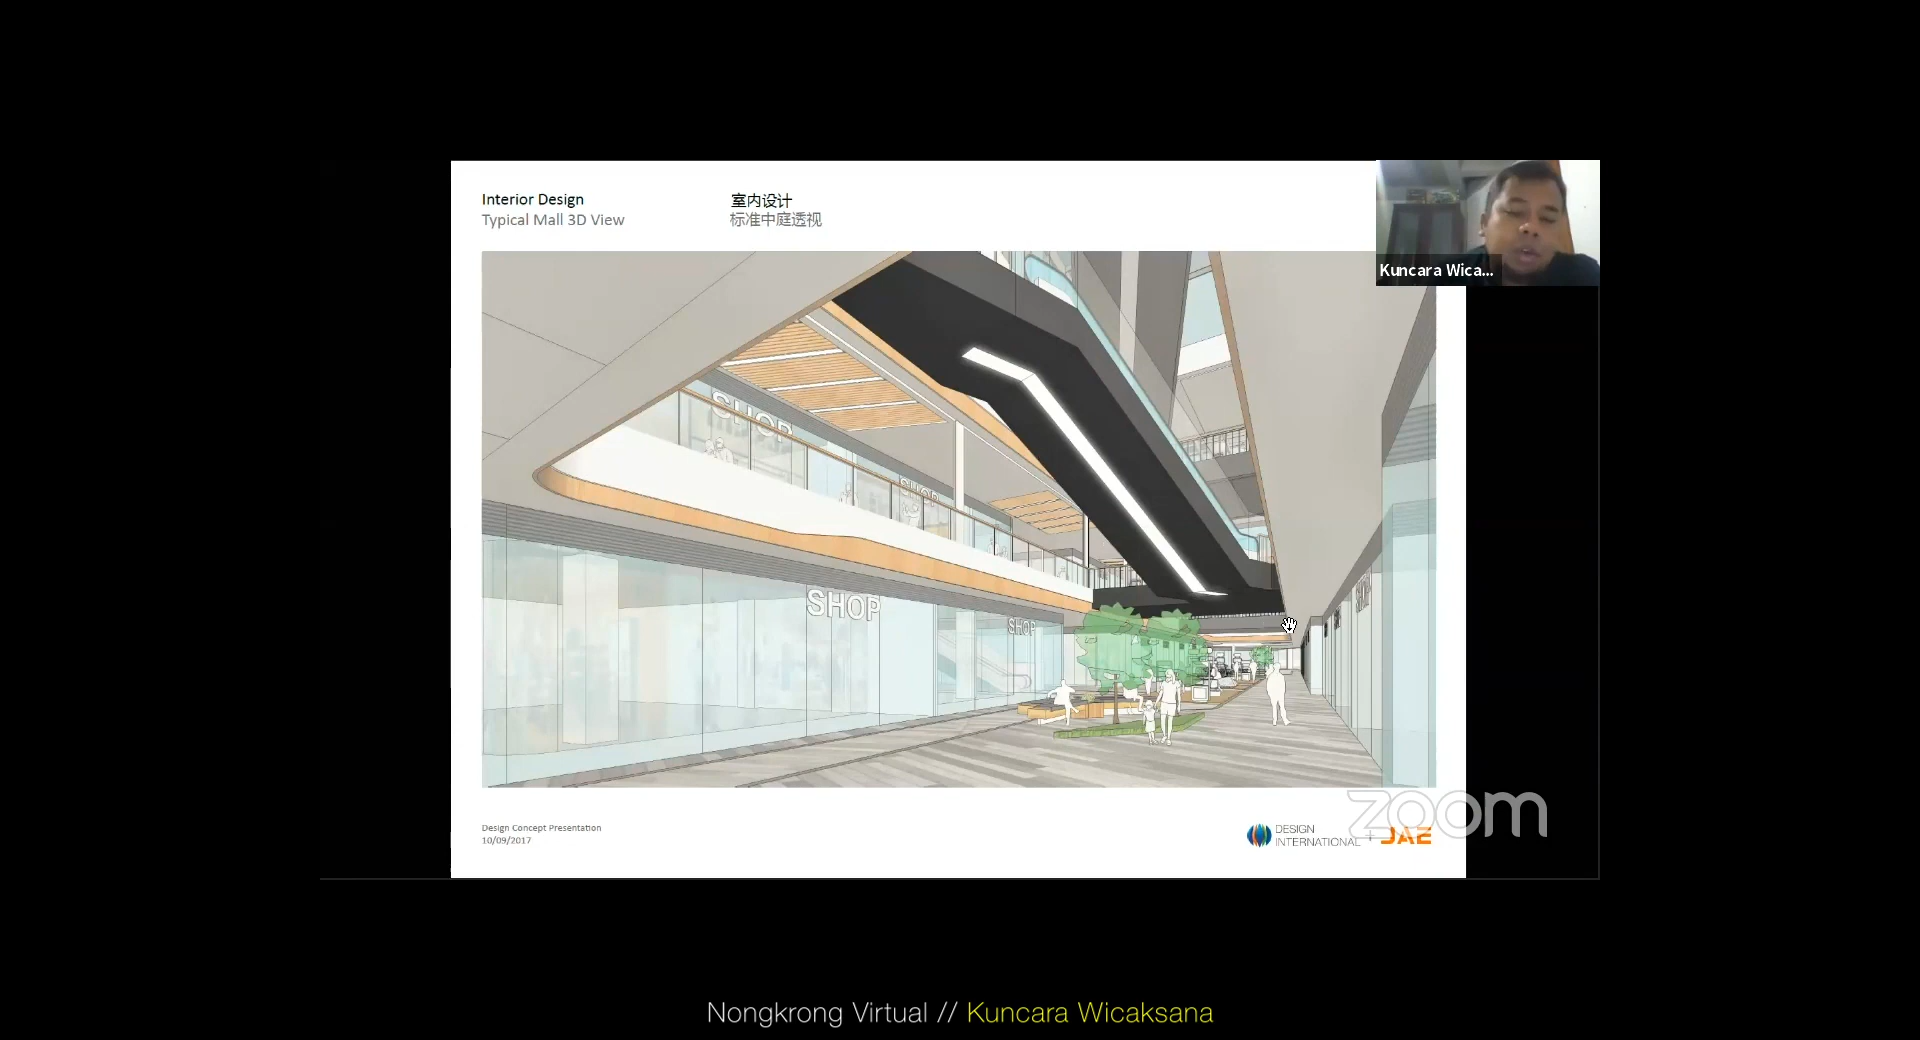 Interior Design
Typical Mall 3D View
室内设计
标准中庭透视
Kuncara Wica...
SHOP
SHOP
SHOP
SHOP
SHOP
Design Concept Presentation
10/09/2017
DESIGN
INTERNATIONAL + JAE
zoom
Nongkrong Virtual // Kuncara Wicaksana